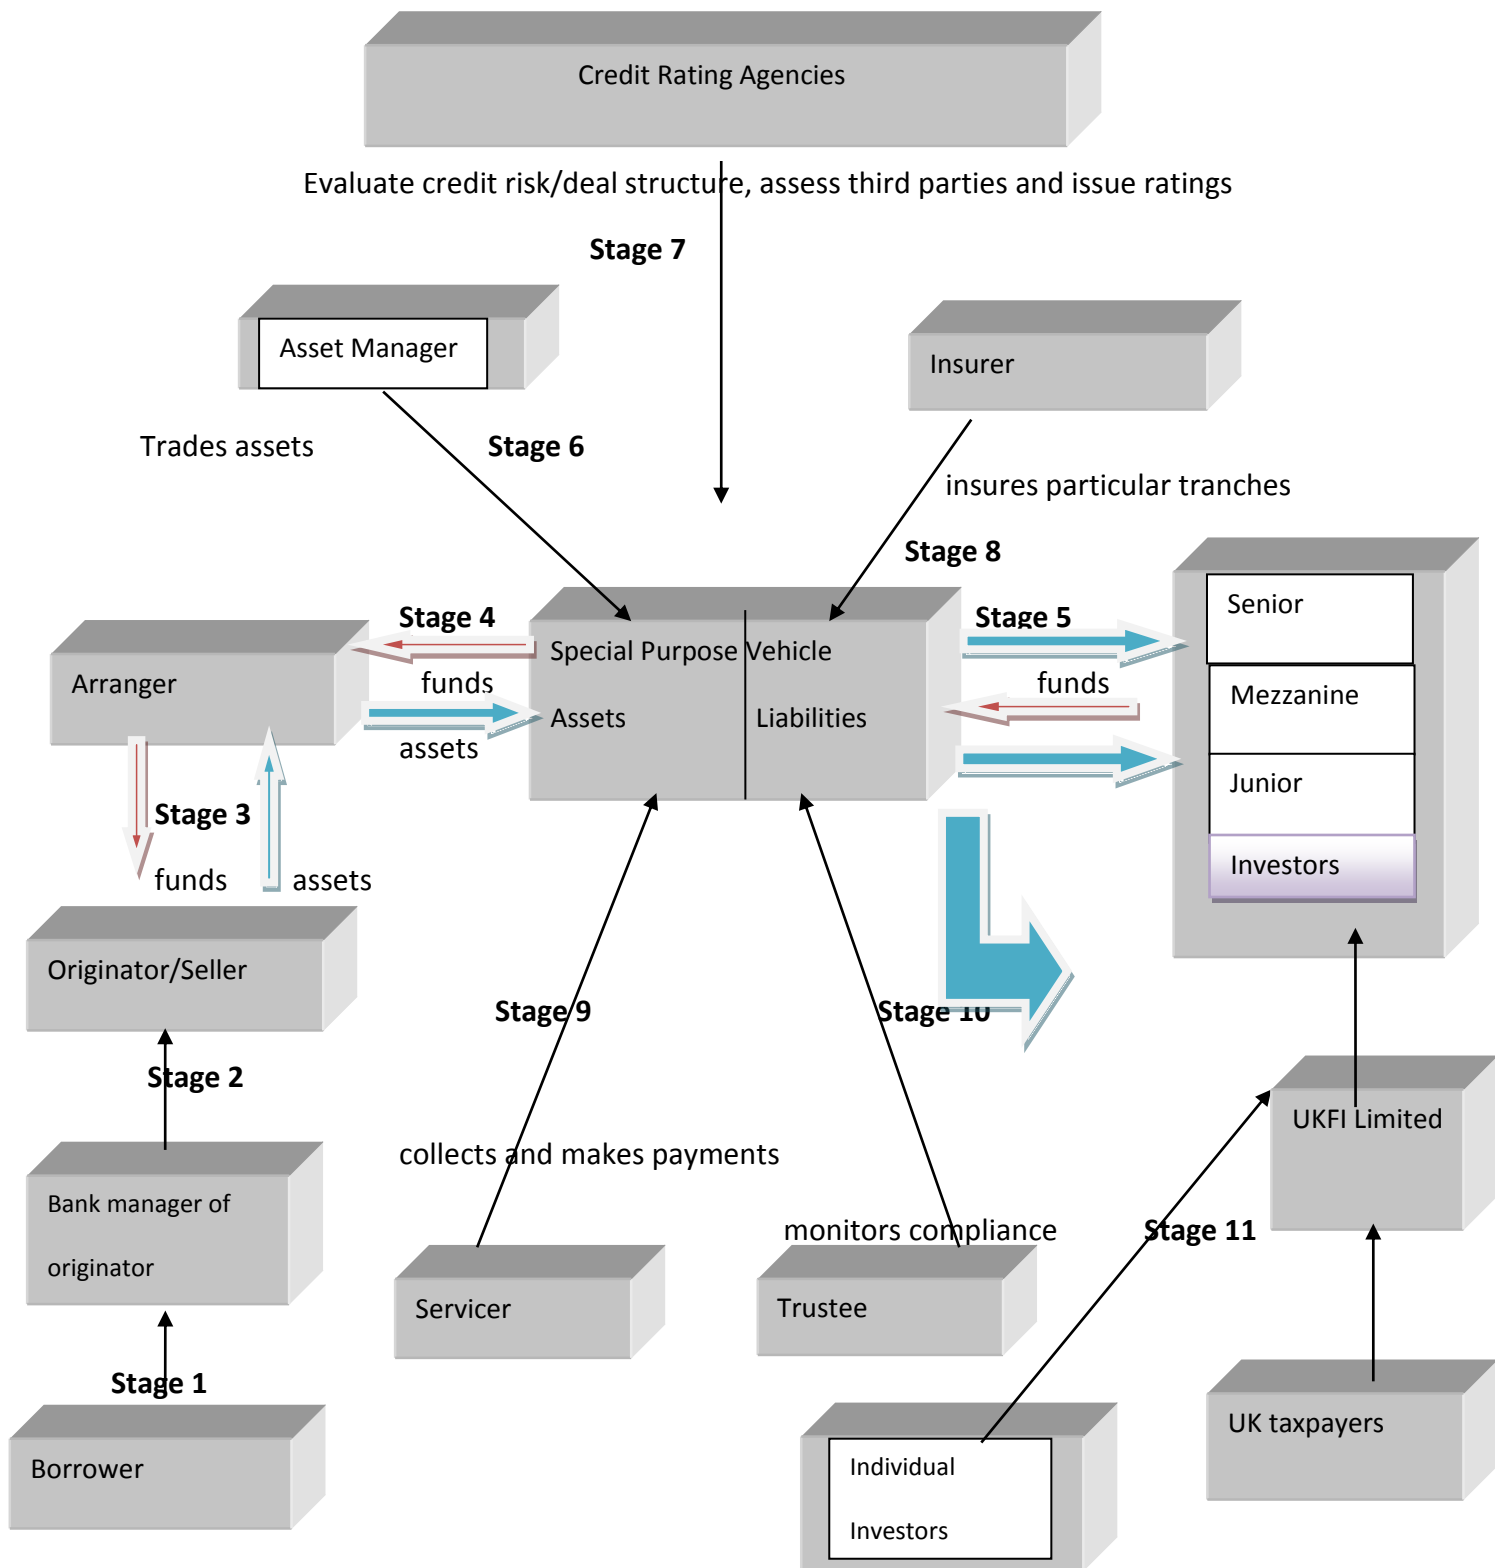 Credit Rating Agencies
Evaluate credit risk/deal structure, assess third parties and issue ratings
Stage 7
Asset Manager
Insurer
Trades assets
Stage 6
insures particular tranches
Stage 8
Senior
Stage 4
Stage 5
Special Purpose Vehicle
Arranger
funds
funds
Mezzanine
Assets
Liabilities
assets
Junior
Stage 3
Investors
funds
assets
Originator/Seller
Stage 9
Stage 10
Stage 2
UKFI Limited
collects and makes payments
Bank manager of
originator
monitors compliance
Stage 11
Servicer
Trustee
Stage 1
UK taxpayers
Borrower
Individual
Investors